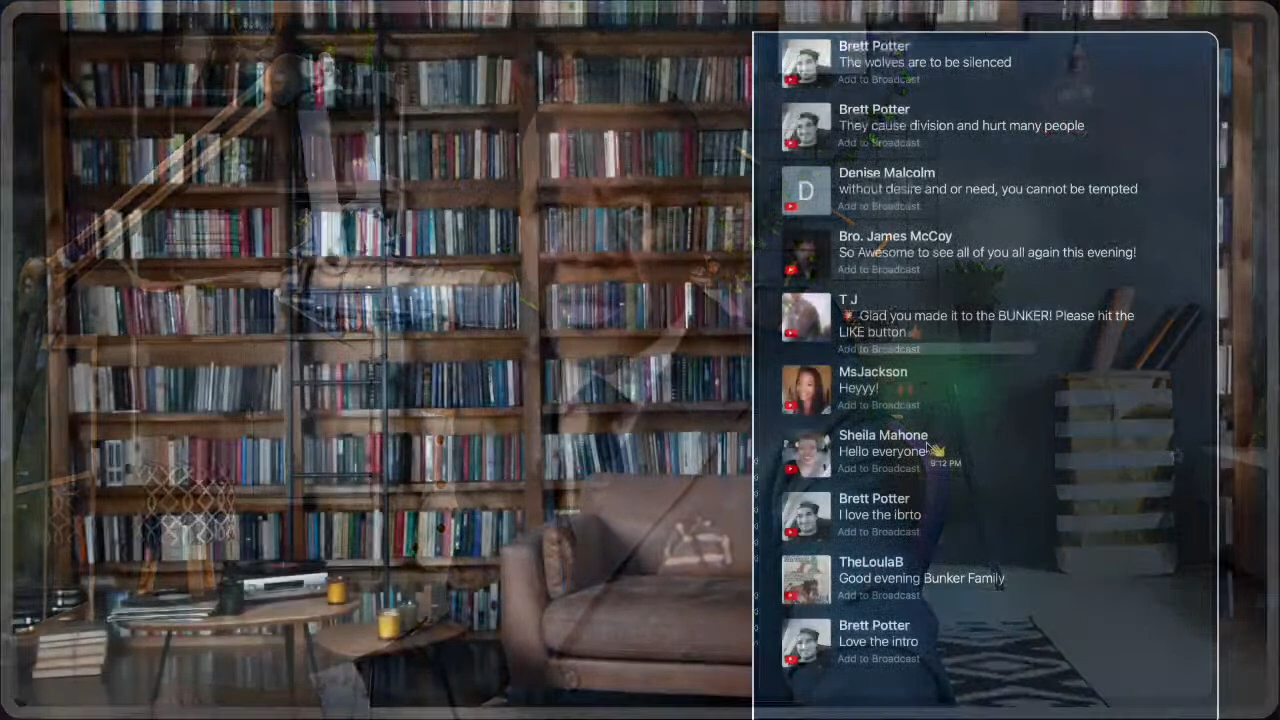 Brett Potter
The wolves are to be silenced
Add to Broadcast
Brett Potter
They cause division and hurt many people
Add to Broadcast
D
Denise Malcolm
without desire and or need, you cannot be tempted
Add to Broadcast
Bro. James McCoy
So Awesome to see all of you all again this evening!
Add to Broadcast
T J
Glad you made it to the BUNKER! Please hit the
LIKE button
Add to Broadcast
MsJackson
Heyyy!
Add to Broadcast
Sheila Mahone
Hello everyone
Add to Broadcast
9:12 PM
Brett Potter
I love the ibrto
Add to Broadcast
TheLoulaB
Good evening Bunker Family
Add to Broadcast
Brett Potter
Love the intro
Add to Broadcast